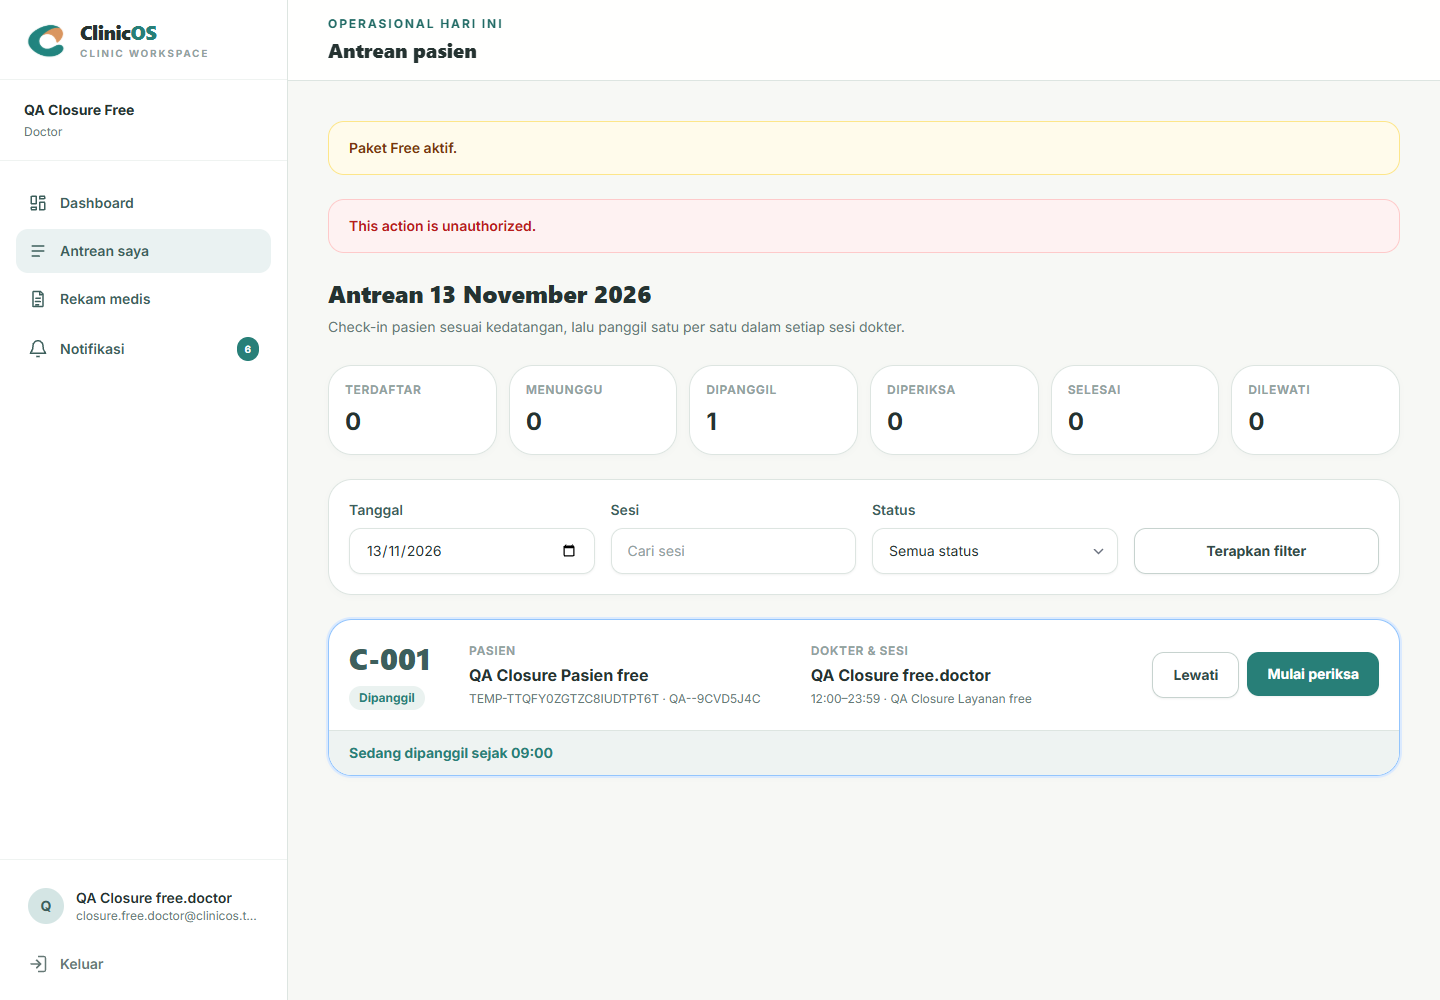 ClinicOS
CLINIC WORKSPACE
QA Closure Free
Doctor
Dashboard
Antrean saya
Rekam medis
Notifikasi
6
QA Closure free.doctor
Q
closure.free.doctor@clinicos.t...
Keluar
OPERASIONAL HARI INI
Antrean pasien
Paket Free aktif.
This action is unauthorized.
Antrean 13 November 2026
Check-in pasien sesuai kedatangan, lalu panggil satu per satu dalam setiap sesi dokter.
TERDAFTAR
0
MENUNGGU
0
DIPANGGIL
1
DIPERIKSA
0
SELESAI
0
DILEWATI
0
Tanggal
13/11/2026
Sesi
Cari sesi
Status
Semua status
Terapkan filter
C-001
Dipanggil
PASIEN
QA Closure Pasien free
TEMP-TTQFY0ZGTZC8IUDTPT6T · QA--9CVD5J4C
DOKTER & SESI
QA Closure free.doctor
12:00–23:59 · QA Closure Layanan free
Lewati
Mulai periksa
Sedang dipanggil sejak 09:00